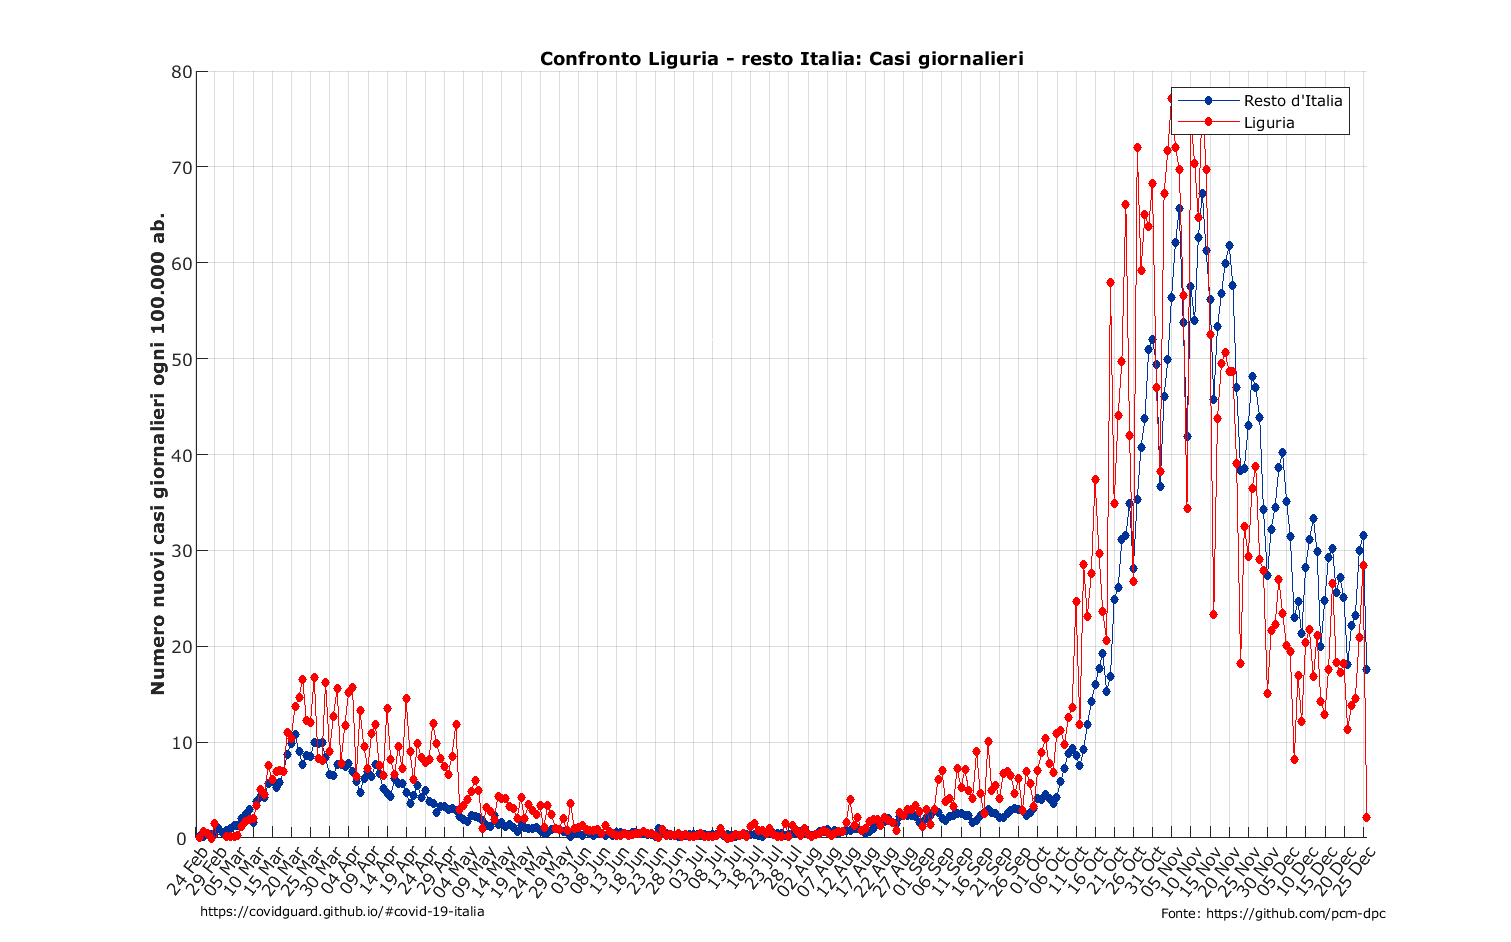 Confronto Liguria - resto Italia: Casi giornalieri
Numero nuovi casi giornalieri ogni 100.000 ab.
80
70
60
50
40
30
20
10
0
Resto d'Italia
Liguria
24 Feb
29 Feb
05 Mar
10 Mar
15 Mar
20 Mar
25 Mar
30 Mar
04 Apr
09 Apr
14 Apr
19 Apr
24 Apr
29 Apr
04 May
09 May
14 May
19 May
24 May
29 May
03 Jun
08 Jun
13 Jun
18 Jun
23 Jun
28 Jun
03 Jul
08 Jul
13 Jul
18 Jul
23 Jul
28 Jul
02 Aug
07 Aug
12 Aug
17 Aug
22 Aug
27 Aug
01 Sep
06 Sep
11 Sep
16 Sep
21 Sep
26 Sep
01 Oct
06 Oct
11 Oct
16 Oct
21 Oct
26 Oct
31 Oct
05 Nov
10 Nov
15 Nov
20 Nov
25 Nov
30 Nov
05 Dec
10 Dec
15 Dec
20 Dec
25 Dec
https://covidguard.github.io/#covid-19-italia
Fonte: https://github.com/pcm-dpc